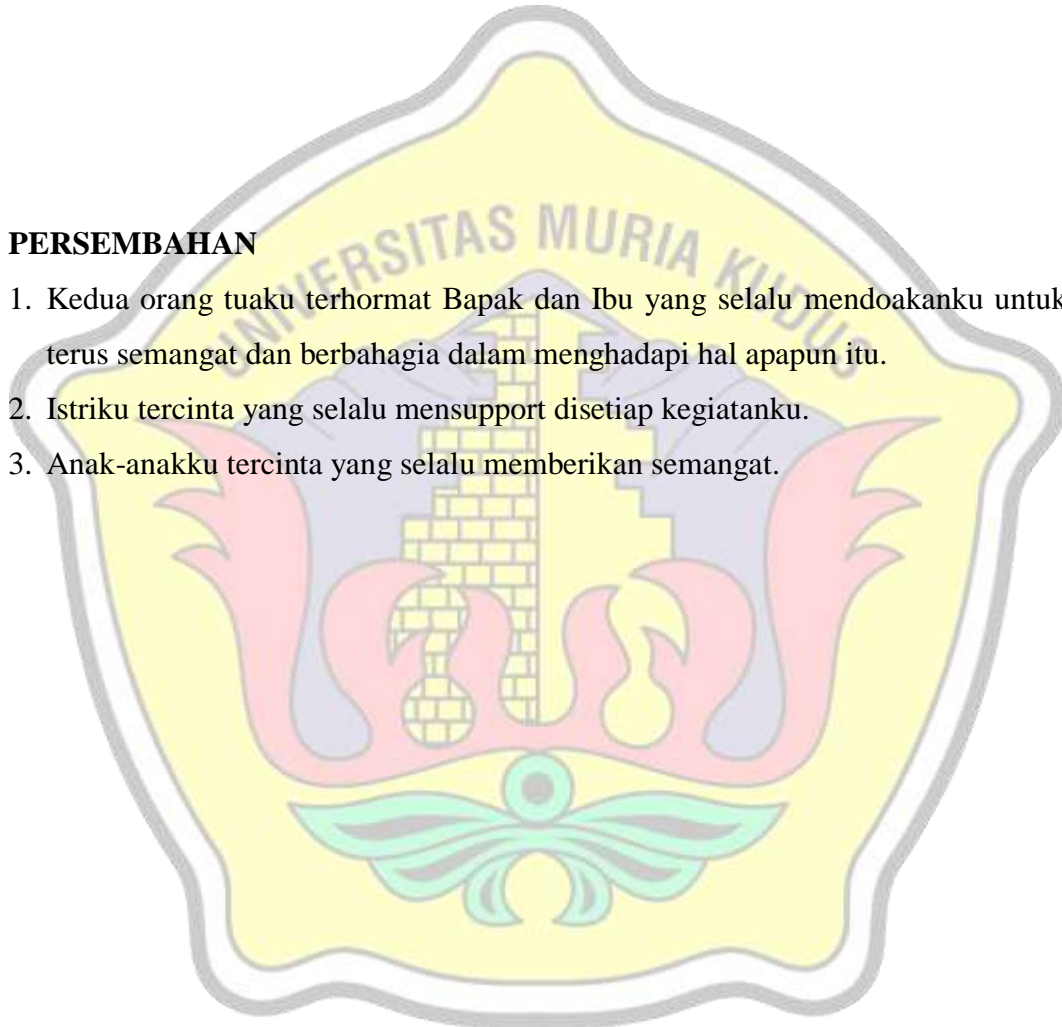 UNIVERSITAS MURIA KUDUS
PERSEMBAHAN
1. Kedua orang tuaku terhormat Bapak dan Ibu yang selalu mendoakanku untuk
terus semangat dan berbahagia dalam menghadapi hal apapun itu.
2. Istriku tercinta yang selalu mensupport disetiap kegiatanku.
3. Anak-anakku tercinta yang selalu memberikan semangat.